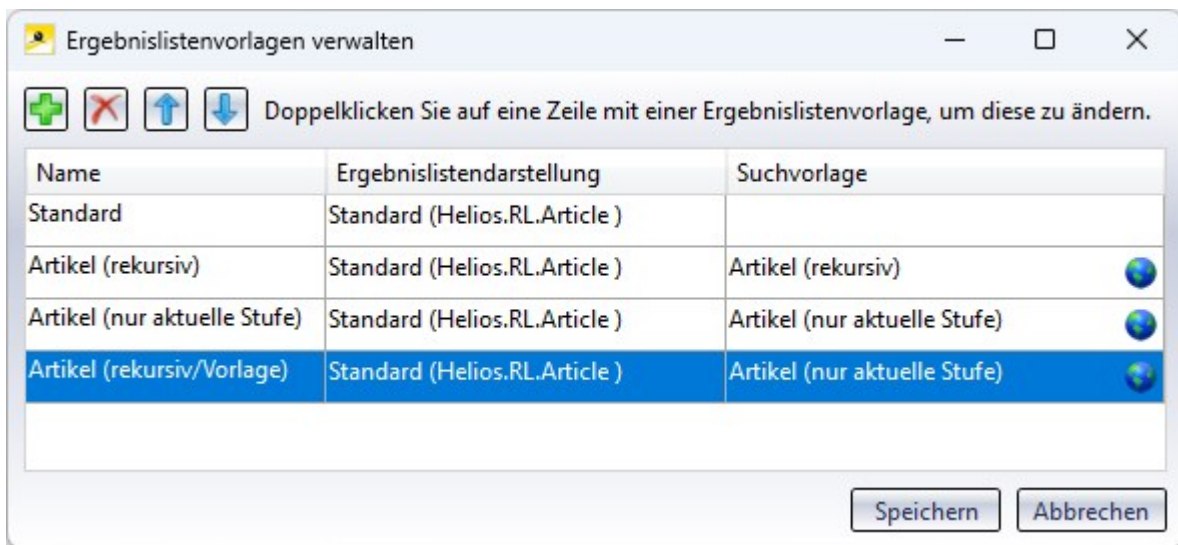 Ergebnislistenvorlagen verwalten
Doppelklicken Sie auf eine Zeile mit einer Ergebnislistenvorlage, um diese zu ändern.
Name Ergebnislistendarstellung Suchvorlage
Standard Standard (Helios.RL.Article )
Artikel (rekursiv) Standard (Helios.RL.Article ) Artikel (rekursiv)
Artikel (nur aktuelle Stufe) Standard (Helios.RL.Article ) Artikel (nur aktuelle Stufe)
Artikel (rekursiv/Vorlage) Standard (Helios.RL.Article ) Artikel (nur aktuelle Stufe)
Speichern Abbrechen